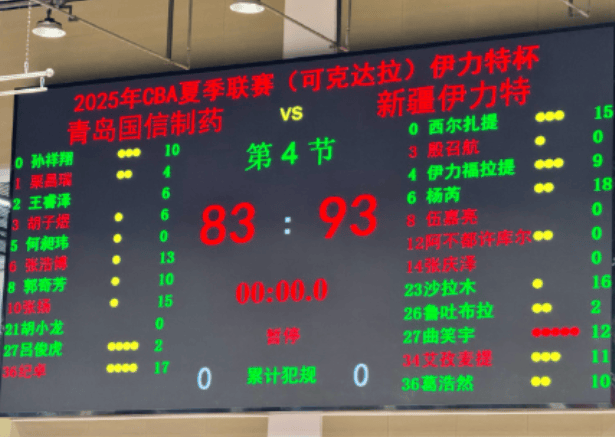 2025年CBA夏季联赛（可克达拉）伊力特杯
青岛国信制药 VS 新疆伊力特
第4节
83 : 93
00:00.0
暂停
0 累计犯规 0
0 孙祥翔 10
1 栗昌瑞 4
2 王睿泽 6
3 胡子煜 6
5 何昶玮 0
6 张浩博 13
8 郭奇芳 10
10 张磊 15
21 胡小龙 0
27 吕俊虎 2
36 纪卓 17
0 西尔扎提 15
3 殷召航 0
4 伊力福拉提 9
6 杨芮 18
8 伍嘉亮 0
13 阿不都许库尔 0
14 张庆泽 0
23 沙拉木 16
26 鲁吐布拉 2
27 曲笑宇 12
34 艾孜麦提 11
36 葛浩然 10